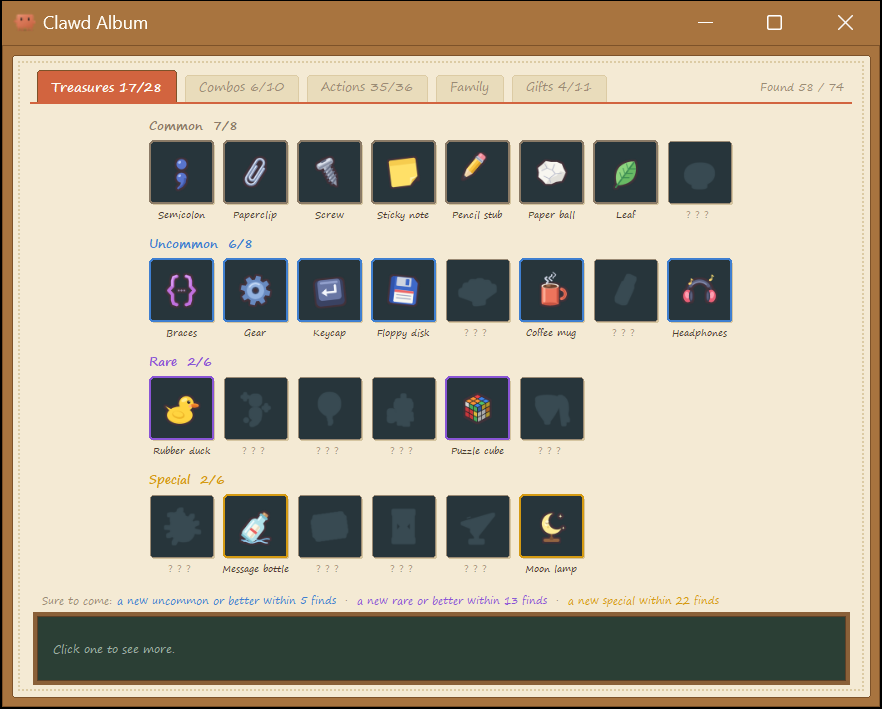 Clawd Album
Treasures 17/28 Combos 6/10 Actions 35/36 Family Gifts 4/11 Found 58 / 74
Common 7/8
Semicolon Paperclip Screw Sticky note Pencil stub Paper ball Leaf ? ? ?
Uncommon 6/8
Braces Gear Keycap Floppy disk ? ? ? Coffee mug ? ? ? Headphones
Rare 2/6
Rubber duck ? ? ? ? ? ? ? ? ? Puzzle cube ? ? ?
Special 2/6
? ? ? Message bottle ? ? ? ? ? ? ? ? ? Moon lamp
Sure to come: a new uncommon or better within 5 finds · a new rare or better within 13 finds · a new special within 22 finds
Click one to see more.